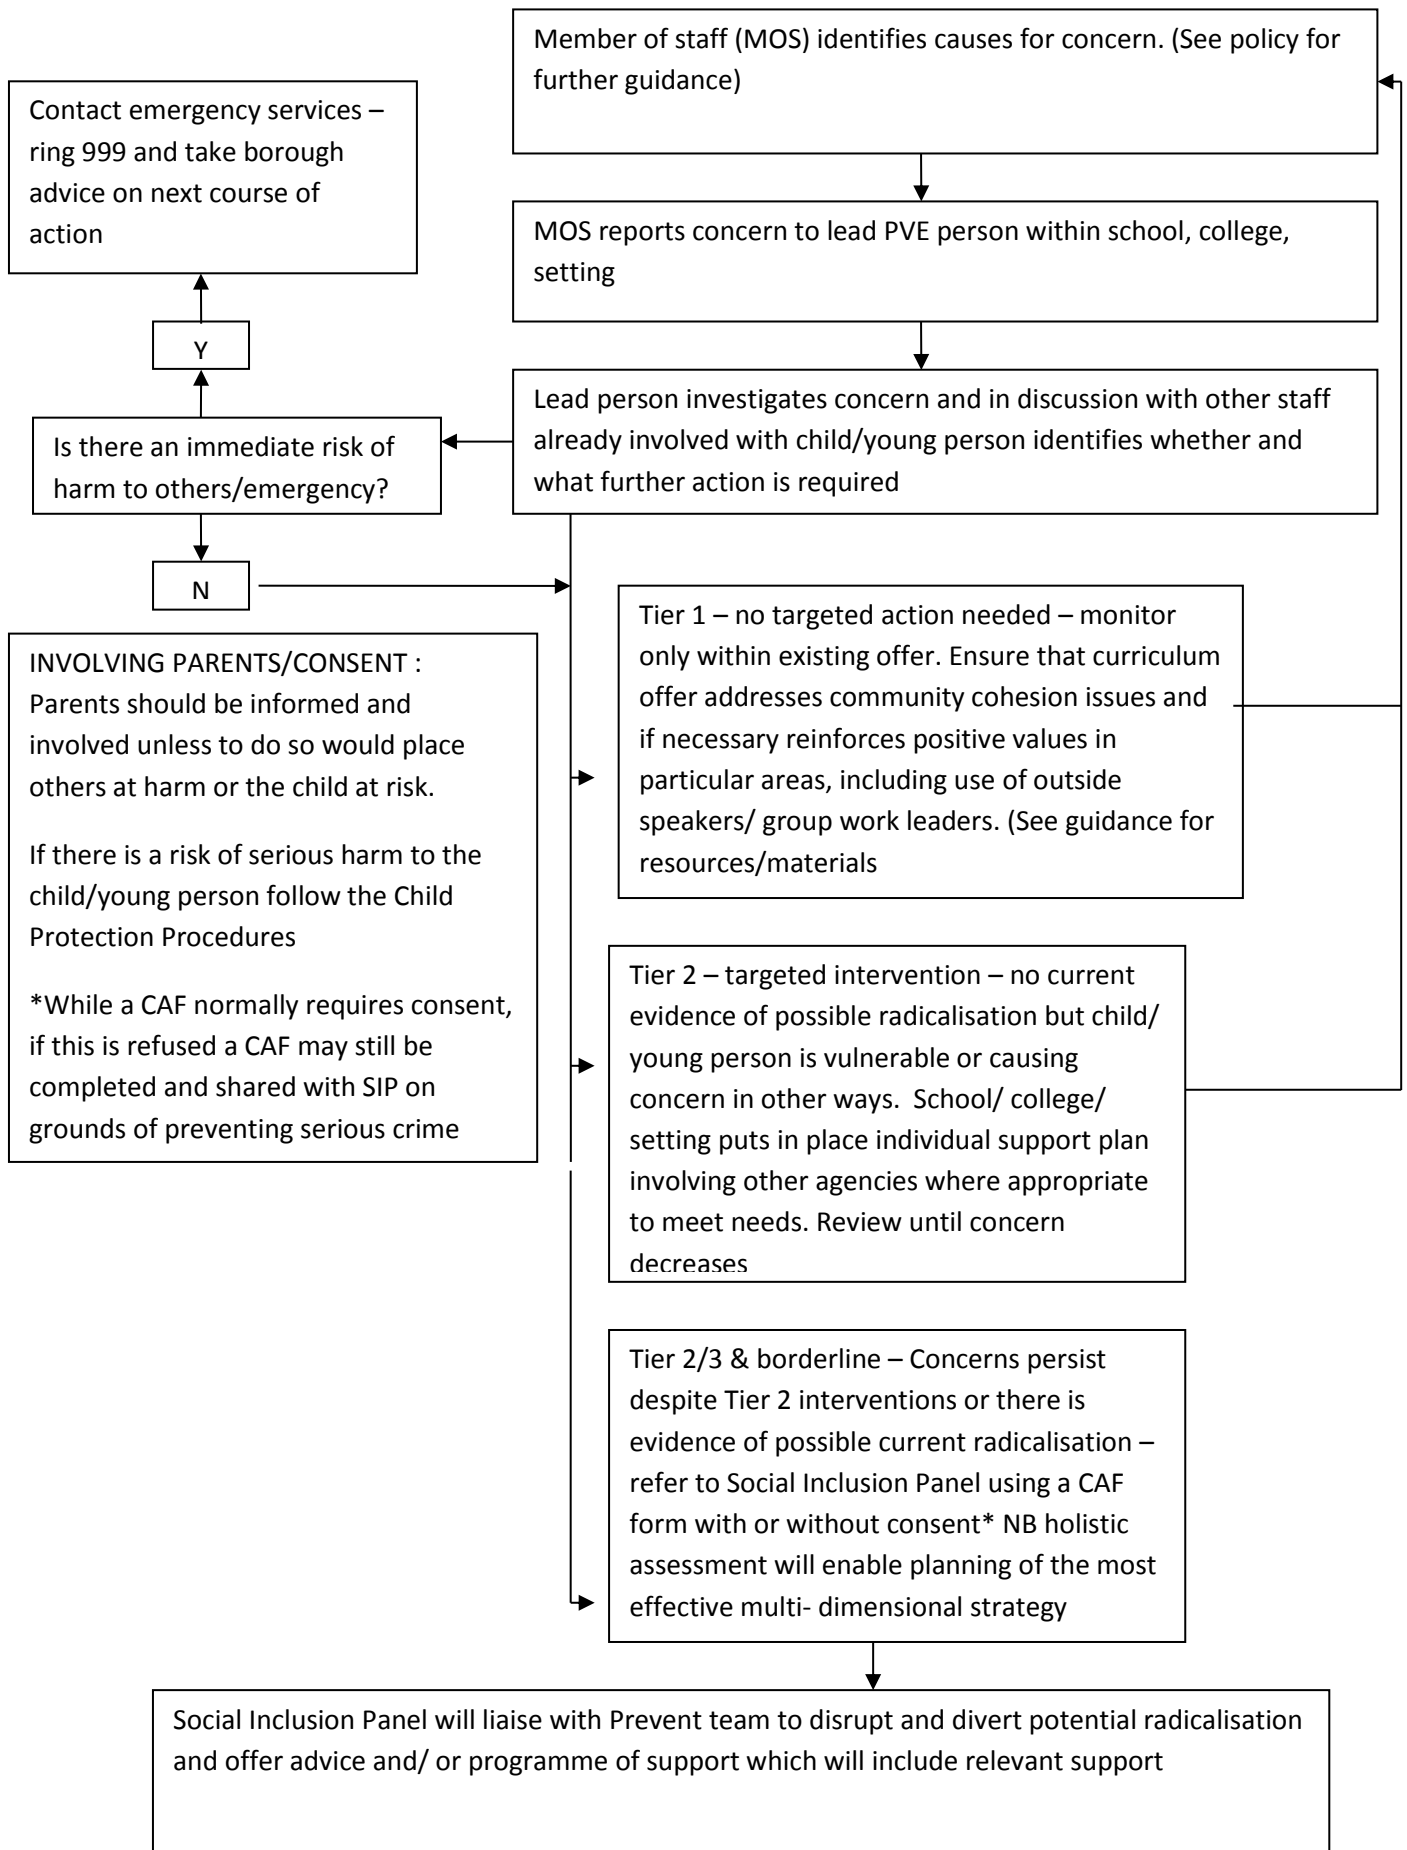 Member of staff (MOS) identifies causes for concern. (See policy for
further guidance)
Contact emergency services –
ring 999 and take borough
advice on next course of
action
MOS reports concern to lead PVE person within school, college,
setting
Y
Lead person investigates concern and in discussion with other staff
already involved with child/young person identifies whether and
what further action is required
Is there an immediate risk of
harm to others/emergency?
N
Tier 1 – no targeted action needed – monitor
only within existing offer. Ensure that curriculum
offer addresses community cohesion issues and
if necessary reinforces positive values in
particular areas, including use of outside
speakers/ group work leaders. (See guidance for
resources/materials
INVOLVING PARENTS/CONSENT :
Parents should be informed and
involved unless to do so would place
others at harm or the child at risk.
If there is a risk of serious harm to the
child/young person follow the Child
Protection Procedures
*While a CAF normally requires consent,
if this is refused a CAF may still be
completed and shared with SIP on
grounds of preventing serious crime
Tier 2 – targeted intervention – no current
evidence of possible radicalisation but child/
young person is vulnerable or causing
concern in other ways.  School/ college/
setting puts in place individual support plan
involving other agencies where appropriate
to meet needs. Review until concern
decreases
Tier 2/3 & borderline – Concerns persist
despite Tier 2 interventions or there is
evidence of possible current radicalisation –
refer to Social Inclusion Panel using a CAF
form with or without consent* NB holistic
assessment will enable planning of the most
effective multi- dimensional strategy
Social Inclusion Panel will liaise with Prevent team to disrupt and divert potential radicalisation
and offer advice and/ or programme of support which will include relevant support